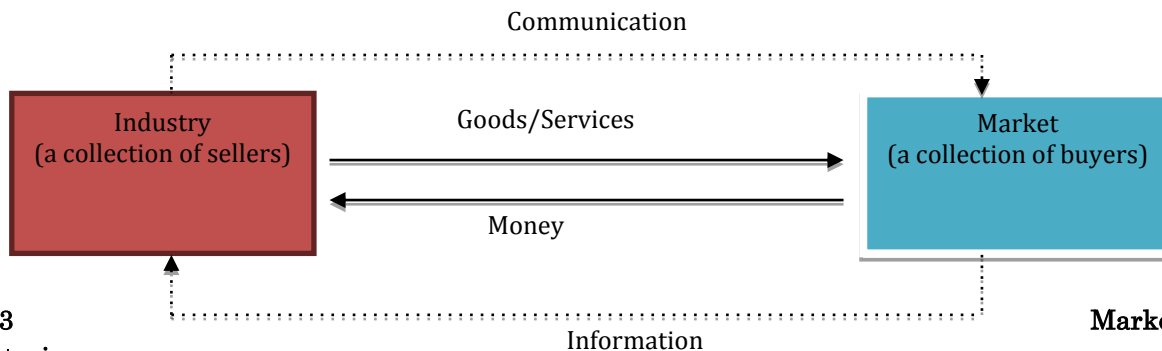 Communication
Industry
(a collection of sellers)
Goods/Services
Market
(a collection of buyers)
Money
3
Information